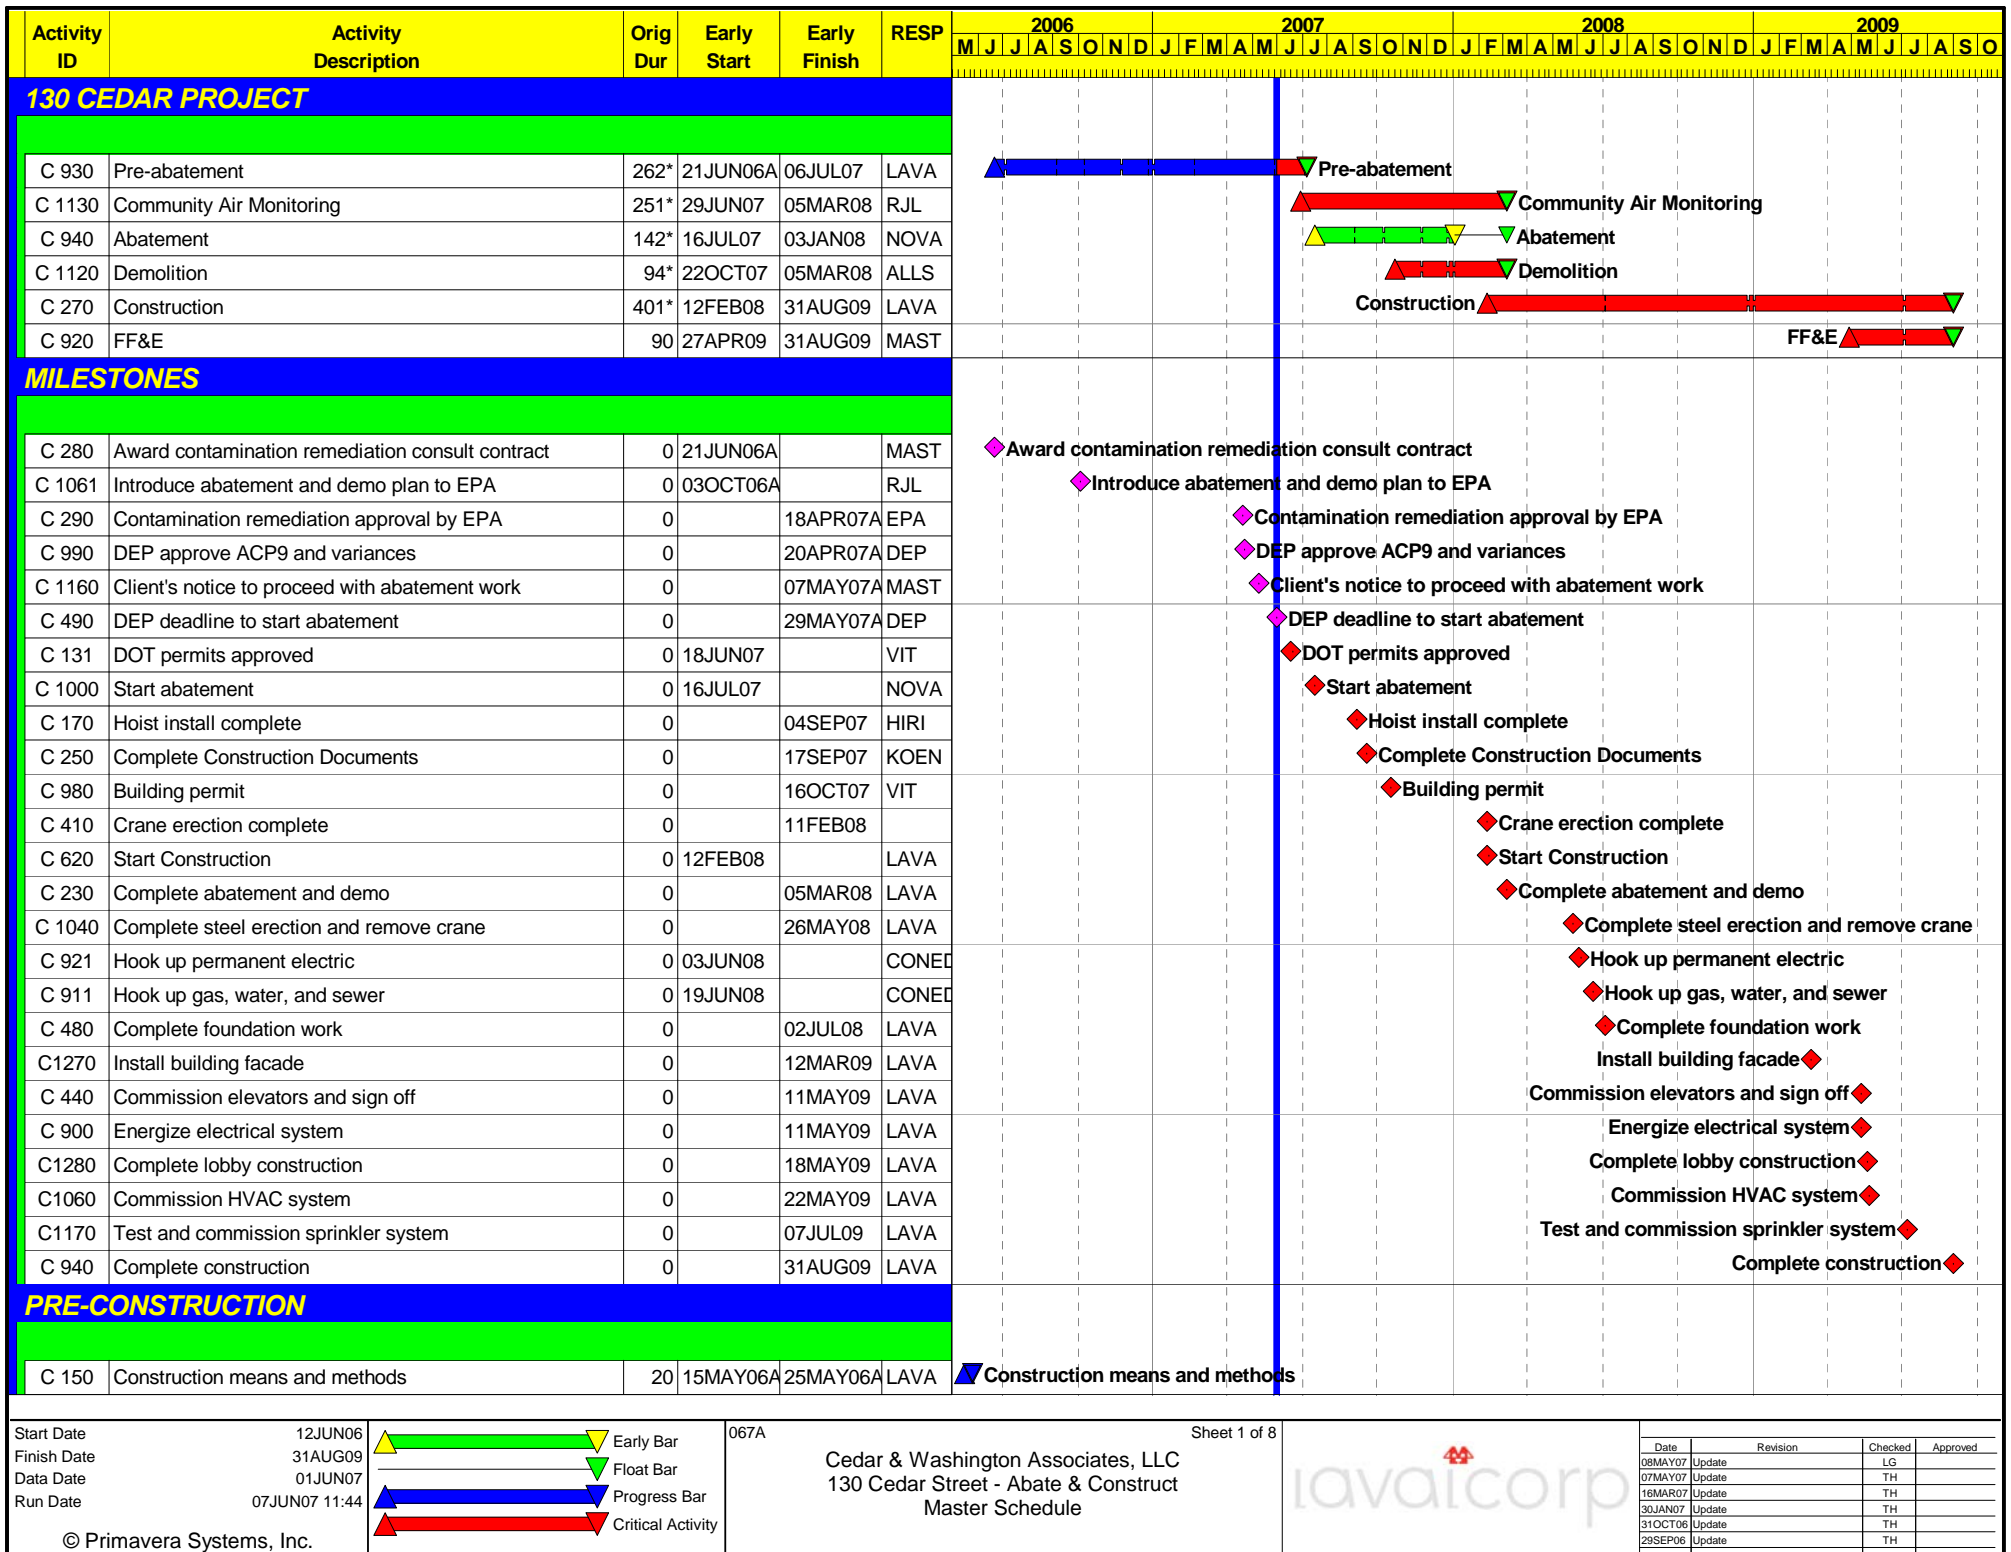 Activity ID Activity Description Orig Dur Early Start Early Finish RESP
2006 2007 2008 2009
M J J A S O N D J F M A M J J A S O N D J F M A M J J A S O N D J F M A M J J A S O
130 CEDAR PROJECT
C 930 Pre-abatement 262* 21JUN06A 06JUL07 LAVA Pre-abatement
C 1130 Community Air Monitoring 251* 29JUN07 05MAR08 RJL Community Air Monitoring
C 940 Abatement 142* 16JUL07 03JAN08 NOVA Abatement
C 1120 Demolition 94* 22OCT07 05MAR08 ALLS Demolition
C 270 Construction 401* 12FEB08 31AUG09 LAVA Construction
C 920 FF&E 90 27APR09 31AUG09 MAST FF&E
MILESTONES
C 280 Award contamination remediation consult contract 0 21JUN06A MAST Award contamination remediation consult contract
C 1061 Introduce abatement and demo plan to EPA 0 03OCT06A RJL Introduce abatement and demo plan to EPA
C 290 Contamination remediation approval by EPA 0 18APR07A EPA Contamination remediation approval by EPA
C 990 DEP approve ACP9 and variances 0 20APR07A DEP DEP approve ACP9 and variances
C 1160 Client's notice to proceed with abatement work 0 07MAY07A MAST Client's notice to proceed with abatement work
C 490 DEP deadline to start abatement 0 29MAY07A DEP DEP deadline to start abatement
C 131 DOT permits approved 0 18JUN07 VIT DOT permits approved
C 1000 Start abatement 0 16JUL07 NOVA Start abatement
C 170 Hoist install complete 0 04SEP07 HIRI Hoist install complete
C 250 Complete Construction Documents 0 17SEP07 KOEN Complete Construction Documents
C 980 Building permit 0 16OCT07 VIT Building permit
C 410 Crane erection complete 0 11FEB08 Crane erection complete
C 620 Start Construction 0 12FEB08 LAVA Start Construction
C 230 Complete abatement and demo 0 05MAR08 LAVA Complete abatement and demo
C 1040 Complete steel erection and remove crane 0 26MAY08 LAVA Complete steel erection and remove crane
C 921 Hook up permanent electric 0 03JUN08 CONED Hook up permanent electric
C 911 Hook up gas, water, and sewer 0 19JUN08 CONED Hook up gas, water, and sewer
C 480 Complete foundation work 0 02JUL08 LAVA Complete foundation work
C1270 Install building facade 0 12MAR09 LAVA Install building facade
C 440 Commission elevators and sign off 0 11MAY09 LAVA Commission elevators and sign off
C 900 Energize electrical system 0 11MAY09 LAVA Energize electrical system
C1280 Complete lobby construction 0 18MAY09 LAVA Complete lobby construction
C1060 Commission HVAC system 0 22MAY09 LAVA Commission HVAC system
C1170 Test and commission sprinkler system 0 07JUL09 LAVA Test and commission sprinkler system
C 940 Complete construction 0 31AUG09 LAVA Complete construction
PRE-CONSTRUCTION
C 150 Construction means and methods 20 15MAY06A 25MAY06A LAVA Construction means and methods
Start Date 12JUN06
Finish Date 31AUG09
Data Date 01JUN07
Run Date 07JUN07 11:44
© Primavera Systems, Inc.
Early Bar
Float Bar
Progress Bar
Critical Activity
067A
Sheet 1 of 8
Cedar & Washington Associates, LLC
130 Cedar Street - Abate & Construct
Master Schedule
lavalcorp
Date Revision Checked Approved
08MAY07 Update LG
07MAY07 Update TH
16MAR07 Update TH
30JAN07 Update TH
31OCT06 Update TH
29SEP06 Update TH